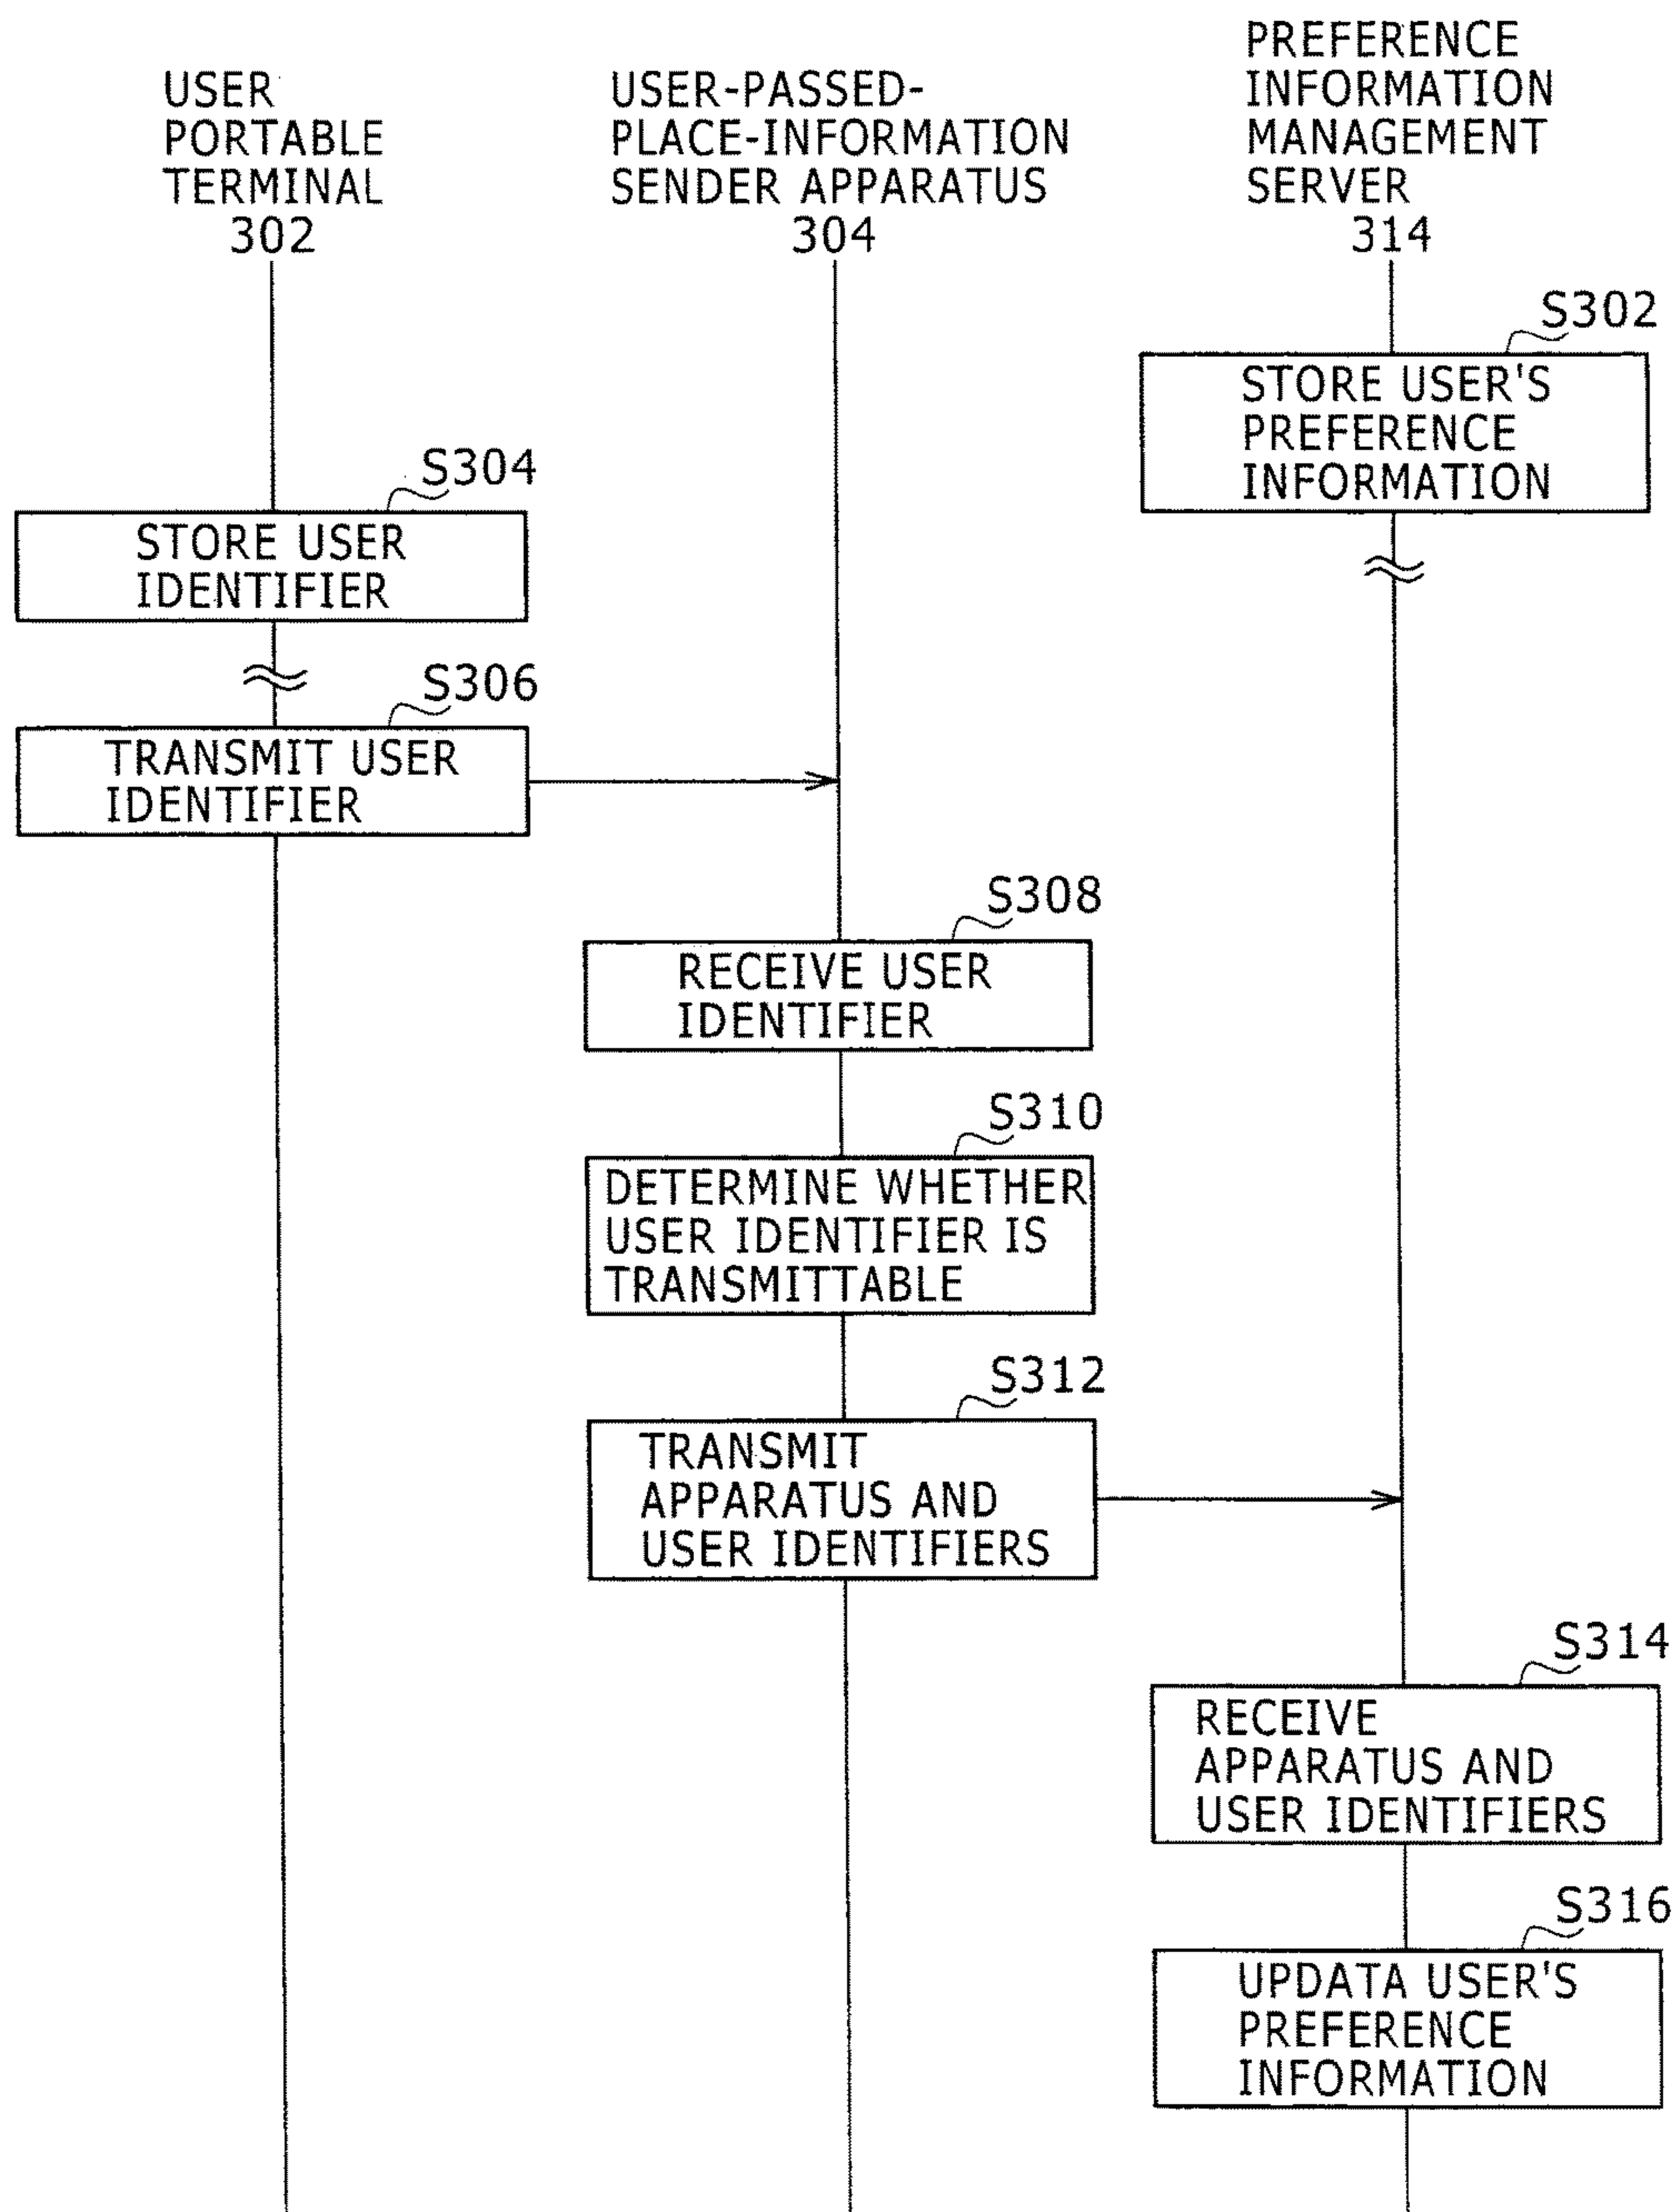 USER
PORTABLE
TERMINAL
302
USER-PASSED-
PLACE-INFORMATION
SENDER APPARATUS
304
PREFERENCE
INFORMATION
MANAGEMENT
SERVER
314
S302
STORE USER'S
PREFERENCE
INFORMATION
S304
STORE USER
IDENTIFIER
S306
TRANSMIT USER
IDENTIFIER
S308
RECEIVE USER
IDENTIFIER
S310
DETERMINE WHETHER
USER IDENTIFIER IS
TRANSMITTABLE
S312
TRANSMIT
APPARATUS AND
USER IDENTIFIERS
S314
RECEIVE
APPARATUS AND
USER IDENTIFIERS
S316
UPDATA USER'S
PREFERENCE
INFORMATION